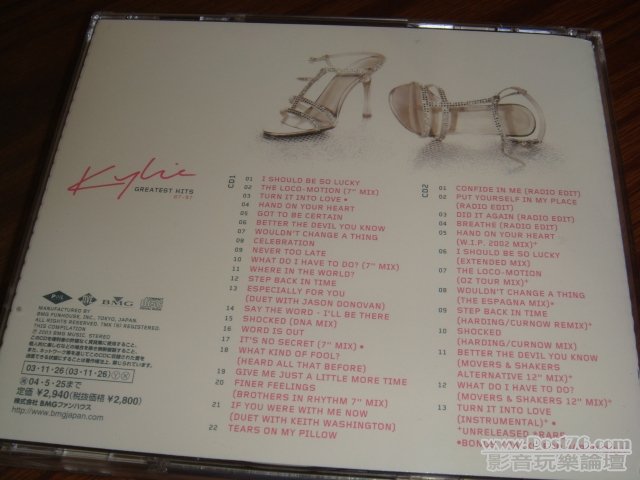 Kylie
GREATEST HITS
87-97
CD1
01 I SHOULD BE SO LUCKY
02 THE LOCO-MOTION (7" MIX)
03 TURN IT INTO LOVE •
04 HAND ON YOUR HEART
05 GOT TO BE CERTAIN
06 BETTER THE DEVIL YOU KNOW
07 WOULDN'T CHANGE A THING
08 CELEBRATION
09 NEVER TOO LATE
10 WHAT DO I HAVE TO DO? (7" MIX)
11 WHERE IN THE WORLD?
12 STEP BACK IN TIME
13 ESPECIALLY FOR YOU
(DUET WITH JASON DONOVAN)
14 SAY THE WORD - I'LL BE THERE
15 SHOCKED (DNA MIX)
16 WORD IS OUT
17 IT'S NO SECRET (7" MIX) •
18 WHAT KIND OF FOOL?
(HEARD ALL THAT BEFORE)
19 GIVE ME JUST A LITTLE MORE TIME
20 FINER FEELINGS
(BROTHERS IN RHYTHM 7" MIX)
21 IF YOU WERE WITH ME NOW
(DUET WITH KEITH WASHINGTON)
22 TEARS ON MY PILLOW
CD2
01 CONFIDE IN ME (RADIO EDIT)
02 PUT YOURSELF IN MY PLACE
(RADIO EDIT)
03 DID IT AGAIN (RADIO EDIT)
04 BREATHE (RADIO EDIT)
05 HAND ON YOUR HEART
(W.I.P. 2002 MIX)*
06 I SHOULD BE SO LUCKY
(EXTENDED MIX)
07 THE LOCO-MOTION
(OZ TOUR MIX)*
08 WOULDN'T CHANGE A THING
(THE ESPAGNA MIX)*
09 STEP BACK IN TIME
(HARDING/CURNOW REMIX)*
10 SHOCKED
(HARDING/CURNOW MIX)
11 BETTER THE DEVIL YOU KNOW
(MOVERS & SHAKERS
ALTERNATIVE 12" MIX)*
12 WHAT DO I HAVE TO DO?
(MOVERS & SHAKERS 12" MIX)*
13 TURN IT INTO LOVE
(INSTRUMENTAL)* •
BMG
MANUFACTURED BY
BMG FUNHOUSE, INC., TOKYO, JAPAN.
ALL RIGHTS RESERVED. TMK (R) REGISTERED.
THIS COMPILATION
℗ 2003 BMG MUSIC. STEREO
03・11・26(03・11・26)
04・5・25まで
定価 ¥2,940(税抜価格 ¥2,800)
株式会社BMGファンハウス
http://www.bmgjapan.com
影音玩樂論壇